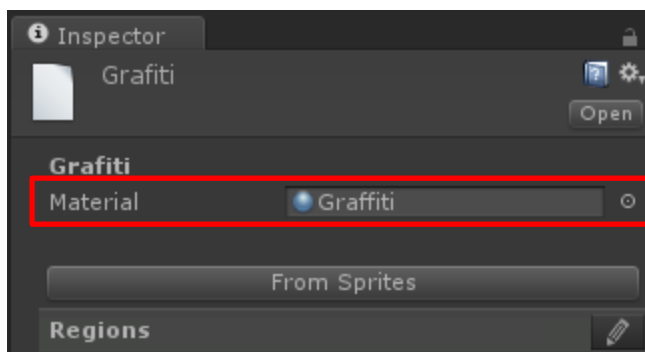 Inspector
Grafiti
Open
Grafiti
Material Graffiti
From Sprites
Regions